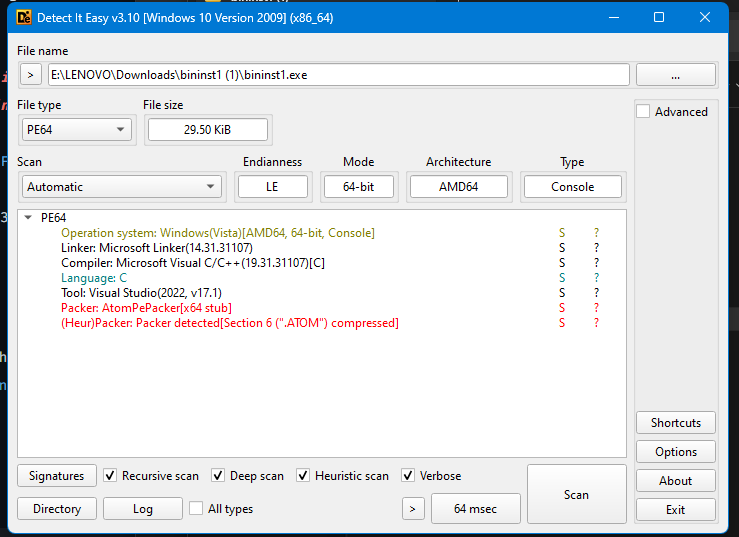 Detect It Easy v3.10 [Windows 10 Version 2009] (x86_64)
File name
> E:\LENOVO\Downloads\bininst1 (1)\bininst1.exe ...
File type File size
PE64 29.50 KiB
Advanced
Scan Endianness Mode Architecture Type
Automatic LE 64-bit AMD64 Console
PE64
Operation system: Windows(Vista)[AMD64, 64-bit, Console] S ?
Linker: Microsoft Linker(14.31.31107) S ?
Compiler: Microsoft Visual C/C++(19.31.31107)[C] S ?
Language: C S ?
Tool: Visual Studio(2022, v17.1) S ?
Packer: AtomPePacker[x64 stub] S ?
(Heur)Packer: Packer detected[Section 6 (".ATOM") compressed] S ?
Shortcuts
Options
Signatures Recursive scan Deep scan Heuristic scan Verbose
Scan
About
Directory Log All types > 64 msec
Exit